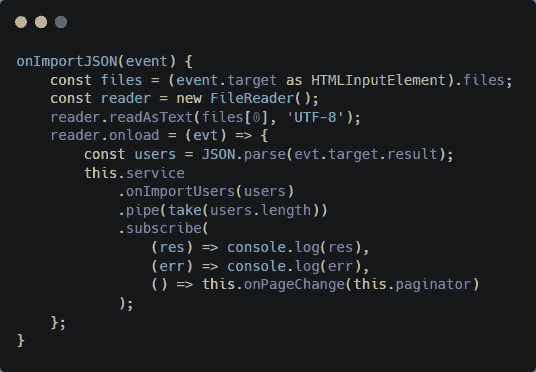 onImportJSON(event) {
    const files = (event.target as HTMLInputElement).files;
    const reader = new FileReader();
    reader.readAsText(files[0], 'UTF-8');
    reader.onload = (evt) => {
        const users = JSON.parse(evt.target.result);
        this.service
            .onImportUsers(users)
            .pipe(take(users.length))
            .subscribe(
                (res) => console.log(res),
                (err) => console.log(err),
                () => this.onPageChange(this.paginator)
            );
    };
}